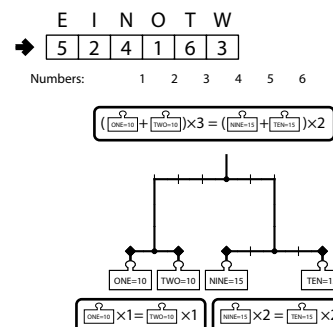 E I N O T W
5 2 4 1 6 3
Numbers: 1 2 3 4 5 6
( ONE=10 + TWO=10 )×3 = ( NINE=15 + TEN=15 )×2
ONE=10 TWO=10 NINE=15 TEN=1
ONE=10 ×1= TWO=10 ×1 NINE=15 ×2 = TEN=15 ×2